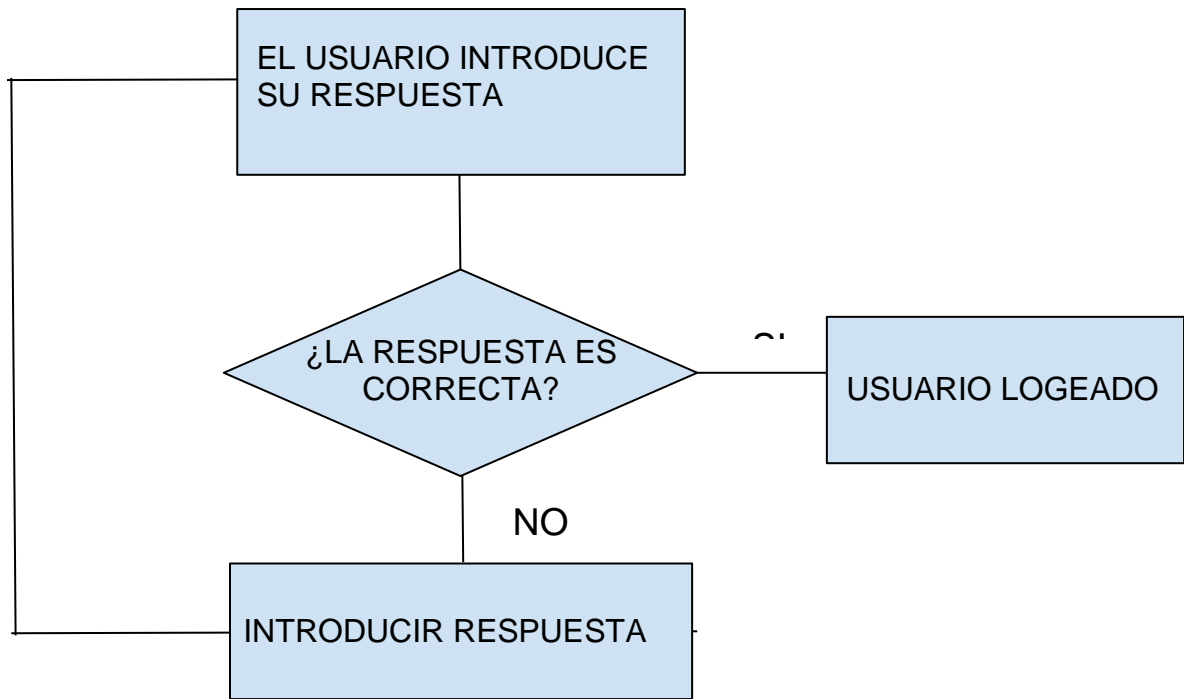 EL USUARIO INTRODUCE
SU RESPUESTA
¿LA RESPUESTA ES
CORRECTA?
USUARIO LOGEADO
NO
INTRODUCIR RESPUESTA